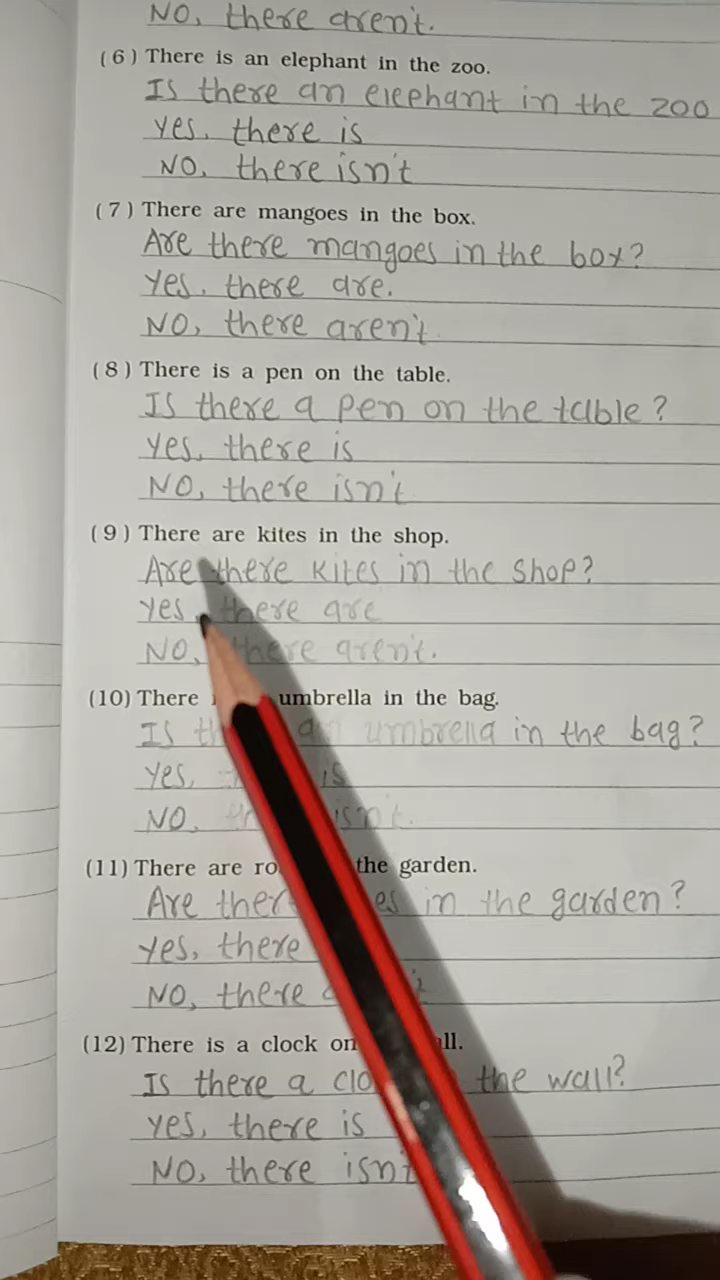 No, there aren't.
(6) There is an elephant in the zoo.
Is there an elephant in the zoo
Yes, there is
No, there isn't
(7) There are mangoes in the box.
Are there mangoes in the box?
Yes, there are.
No, there aren't.
(8) There is a pen on the table.
Is there a pen on the table?
Yes, there is
No, there isn't
(9) There are kites in the shop.
Are there kites in the shop?
Yes, there are
No, there aren't.
(10) There umbrella in the bag.
Is an umbrella in the bag?
Yes, is
No, isn't.
(11) There are the garden.
Are in the garden?
Yes, there
No, there
(12) There is a clock on
Is there a the wall?
Yes, there is
No, there isn't